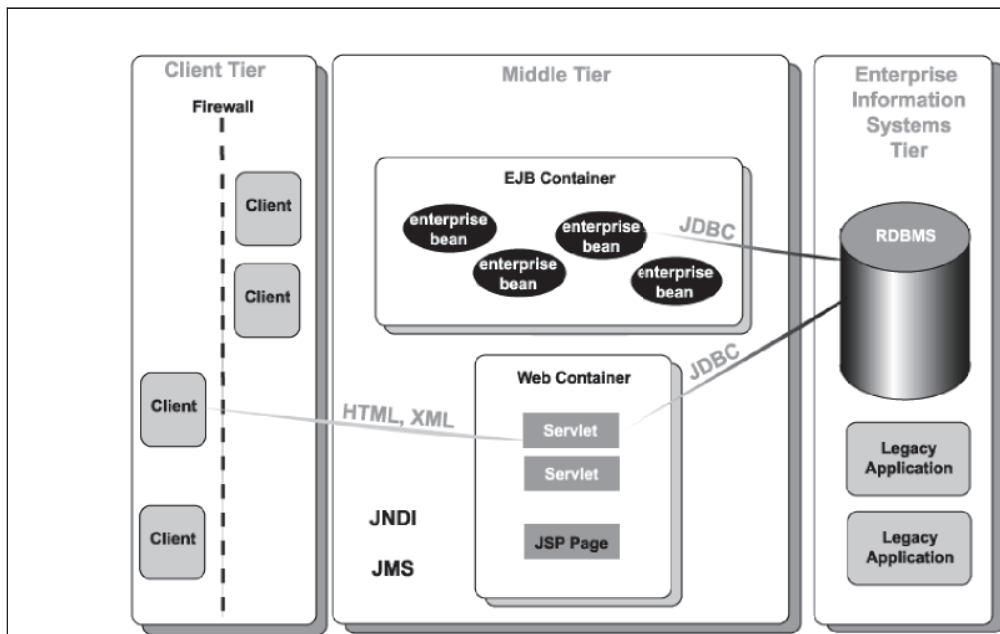 Client Tier
Firewall
Client
Client
Client
Client
Middle Tier
EJB Container
enterprise
bean
enterprise
bean
enterprise
bean
enterprise
bean
JDBC
JDBC
HTML, XML
Web Container
Servlet
Servlet
JSP Page
JNDI
JMS
Enterprise
Information
Systems
Tier
RDBMS
Legacy
Application
Legacy
Application